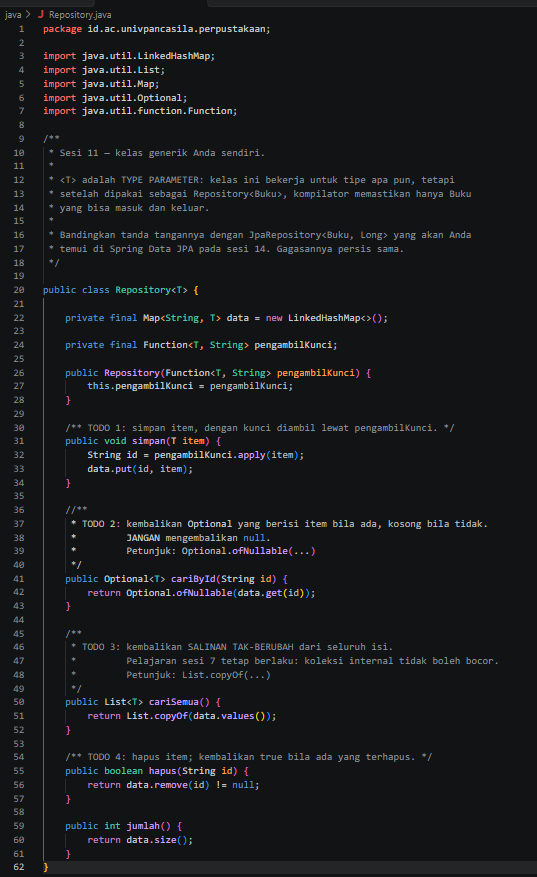 java > J Repository.java
1 package id.ac.univpancasila.perpustakaan;
2
3 import java.util.LinkedHashMap;
4 import java.util.List;
5 import java.util.Map;
6 import java.util.Optional;
7 import java.util.function.Function;
8
9 /**
10  * Sesi 11 — kelas generik Anda sendiri.
11  *
12  * <T> adalah TYPE PARAMETER: kelas ini bekerja untuk tipe apa pun, tetapi
13  * setelah dipakai sebagai Repository<Buku>, kompilator memastikan hanya Buku
14  * yang bisa masuk dan keluar.
15  *
16  * Bandingkan tanda tangannya dengan JpaRepository<Buku, Long> yang akan Anda
17  * temui di Spring Data JPA pada sesi 14. Gagasannya persis sama.
18  */
19
20 public class Repository<T> {
21
22     private final Map<String, T> data = new LinkedHashMap<>();
23
24     private final Function<T, String> pengambilKunci;
25
26     public Repository(Function<T, String> pengambilKunci) {
27         this.pengambilKunci = pengambilKunci;
28     }
29
30     /** TODO 1: simpan item, dengan kunci diambil lewat pengambilKunci. */
31     public void simpan(T item) {
32         String id = pengambilKunci.apply(item);
33         data.put(id, item);
34     }
35
36     //**
37      * TODO 2: kembalikan Optional yang berisi item bila ada, kosong bila tidak.
38      *         JANGAN mengembalikan null.
39      *         Petunjuk: Optional.ofNullable(...)
40      */
41     public Optional<T> cariById(String id) {
42         return Optional.ofNullable(data.get(id));
43     }
44
45     /**
46      * TODO 3: kembalikan SALINAN TAK-BERUBAH dari seluruh isi.
47      *         Pelajaran sesi 7 tetap berlaku: koleksi internal tidak boleh bocor.
48      *         Petunjuk: List.copyOf(...)
49      */
50     public List<T> cariSemua() {
51         return List.copyOf(data.values());
52     }
53
54     /** TODO 4: hapus item; kembalikan true bila ada yang terhapus. */
55     public boolean hapus(String id) {
56         return data.remove(id) != null;
57     }
58
59     public int jumlah() {
60         return data.size();
61     }
62 }